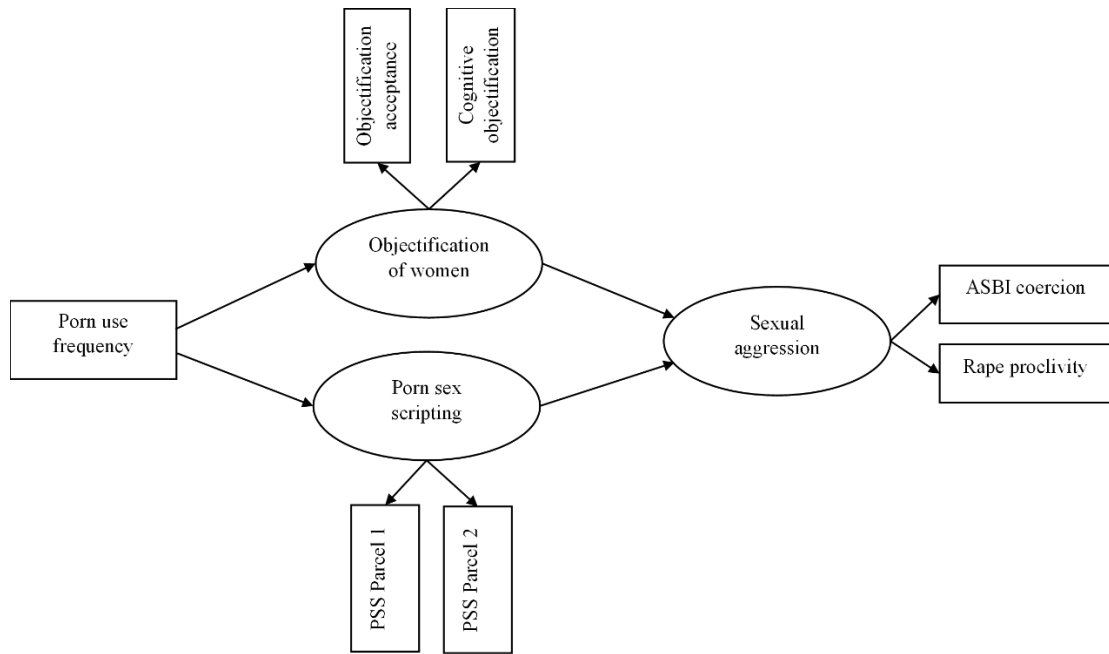 Objectification
acceptance
Cognitive
objectification
Objectification
of women
Porn use
frequency
Sexual
aggression
ASBI coercion
Rape proclivity
Porn sex
scripting
PSS Parcel 1
PSS Parcel 2